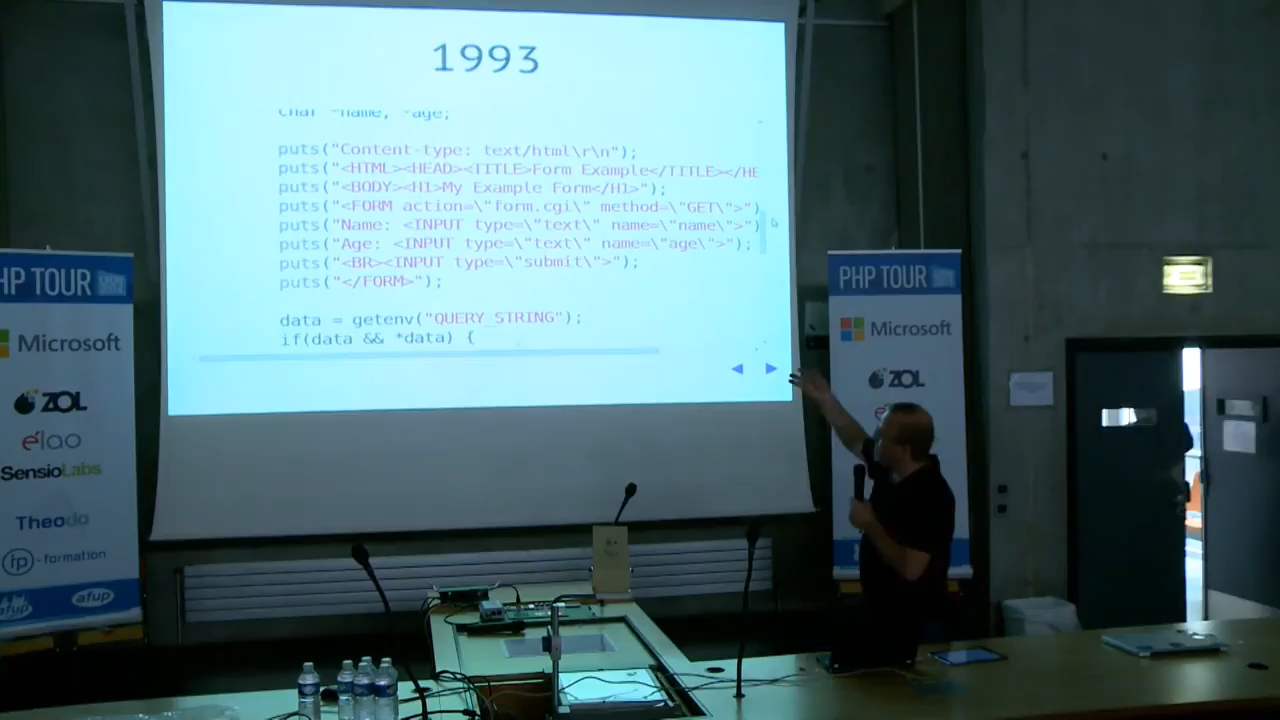 1993
char *name, *age;
puts("Content-type: text/html\r\n");
puts("<HTML><HEAD><TITLE>Form Example</TITLE></HE
puts("<BODY><H1>My Example Form</H1>");
puts("<FORM action=\"form.cgi\" method=\"GET\">")
puts("Name: <INPUT type=\"text\" name=\"name\">")
puts("Age: <INPUT type=\"text\" name=\"age\">");
puts("<BR><INPUT type=\"submit\">");
puts("</FORM>");
data = getenv("QUERY_STRING");
if(data && *data) {
HP TOUR
Microsoft
ZOL
élao
SensioLabs
Theodo
ip-formation
afup
afup
PHP TOUR
Microsoft
ZOL